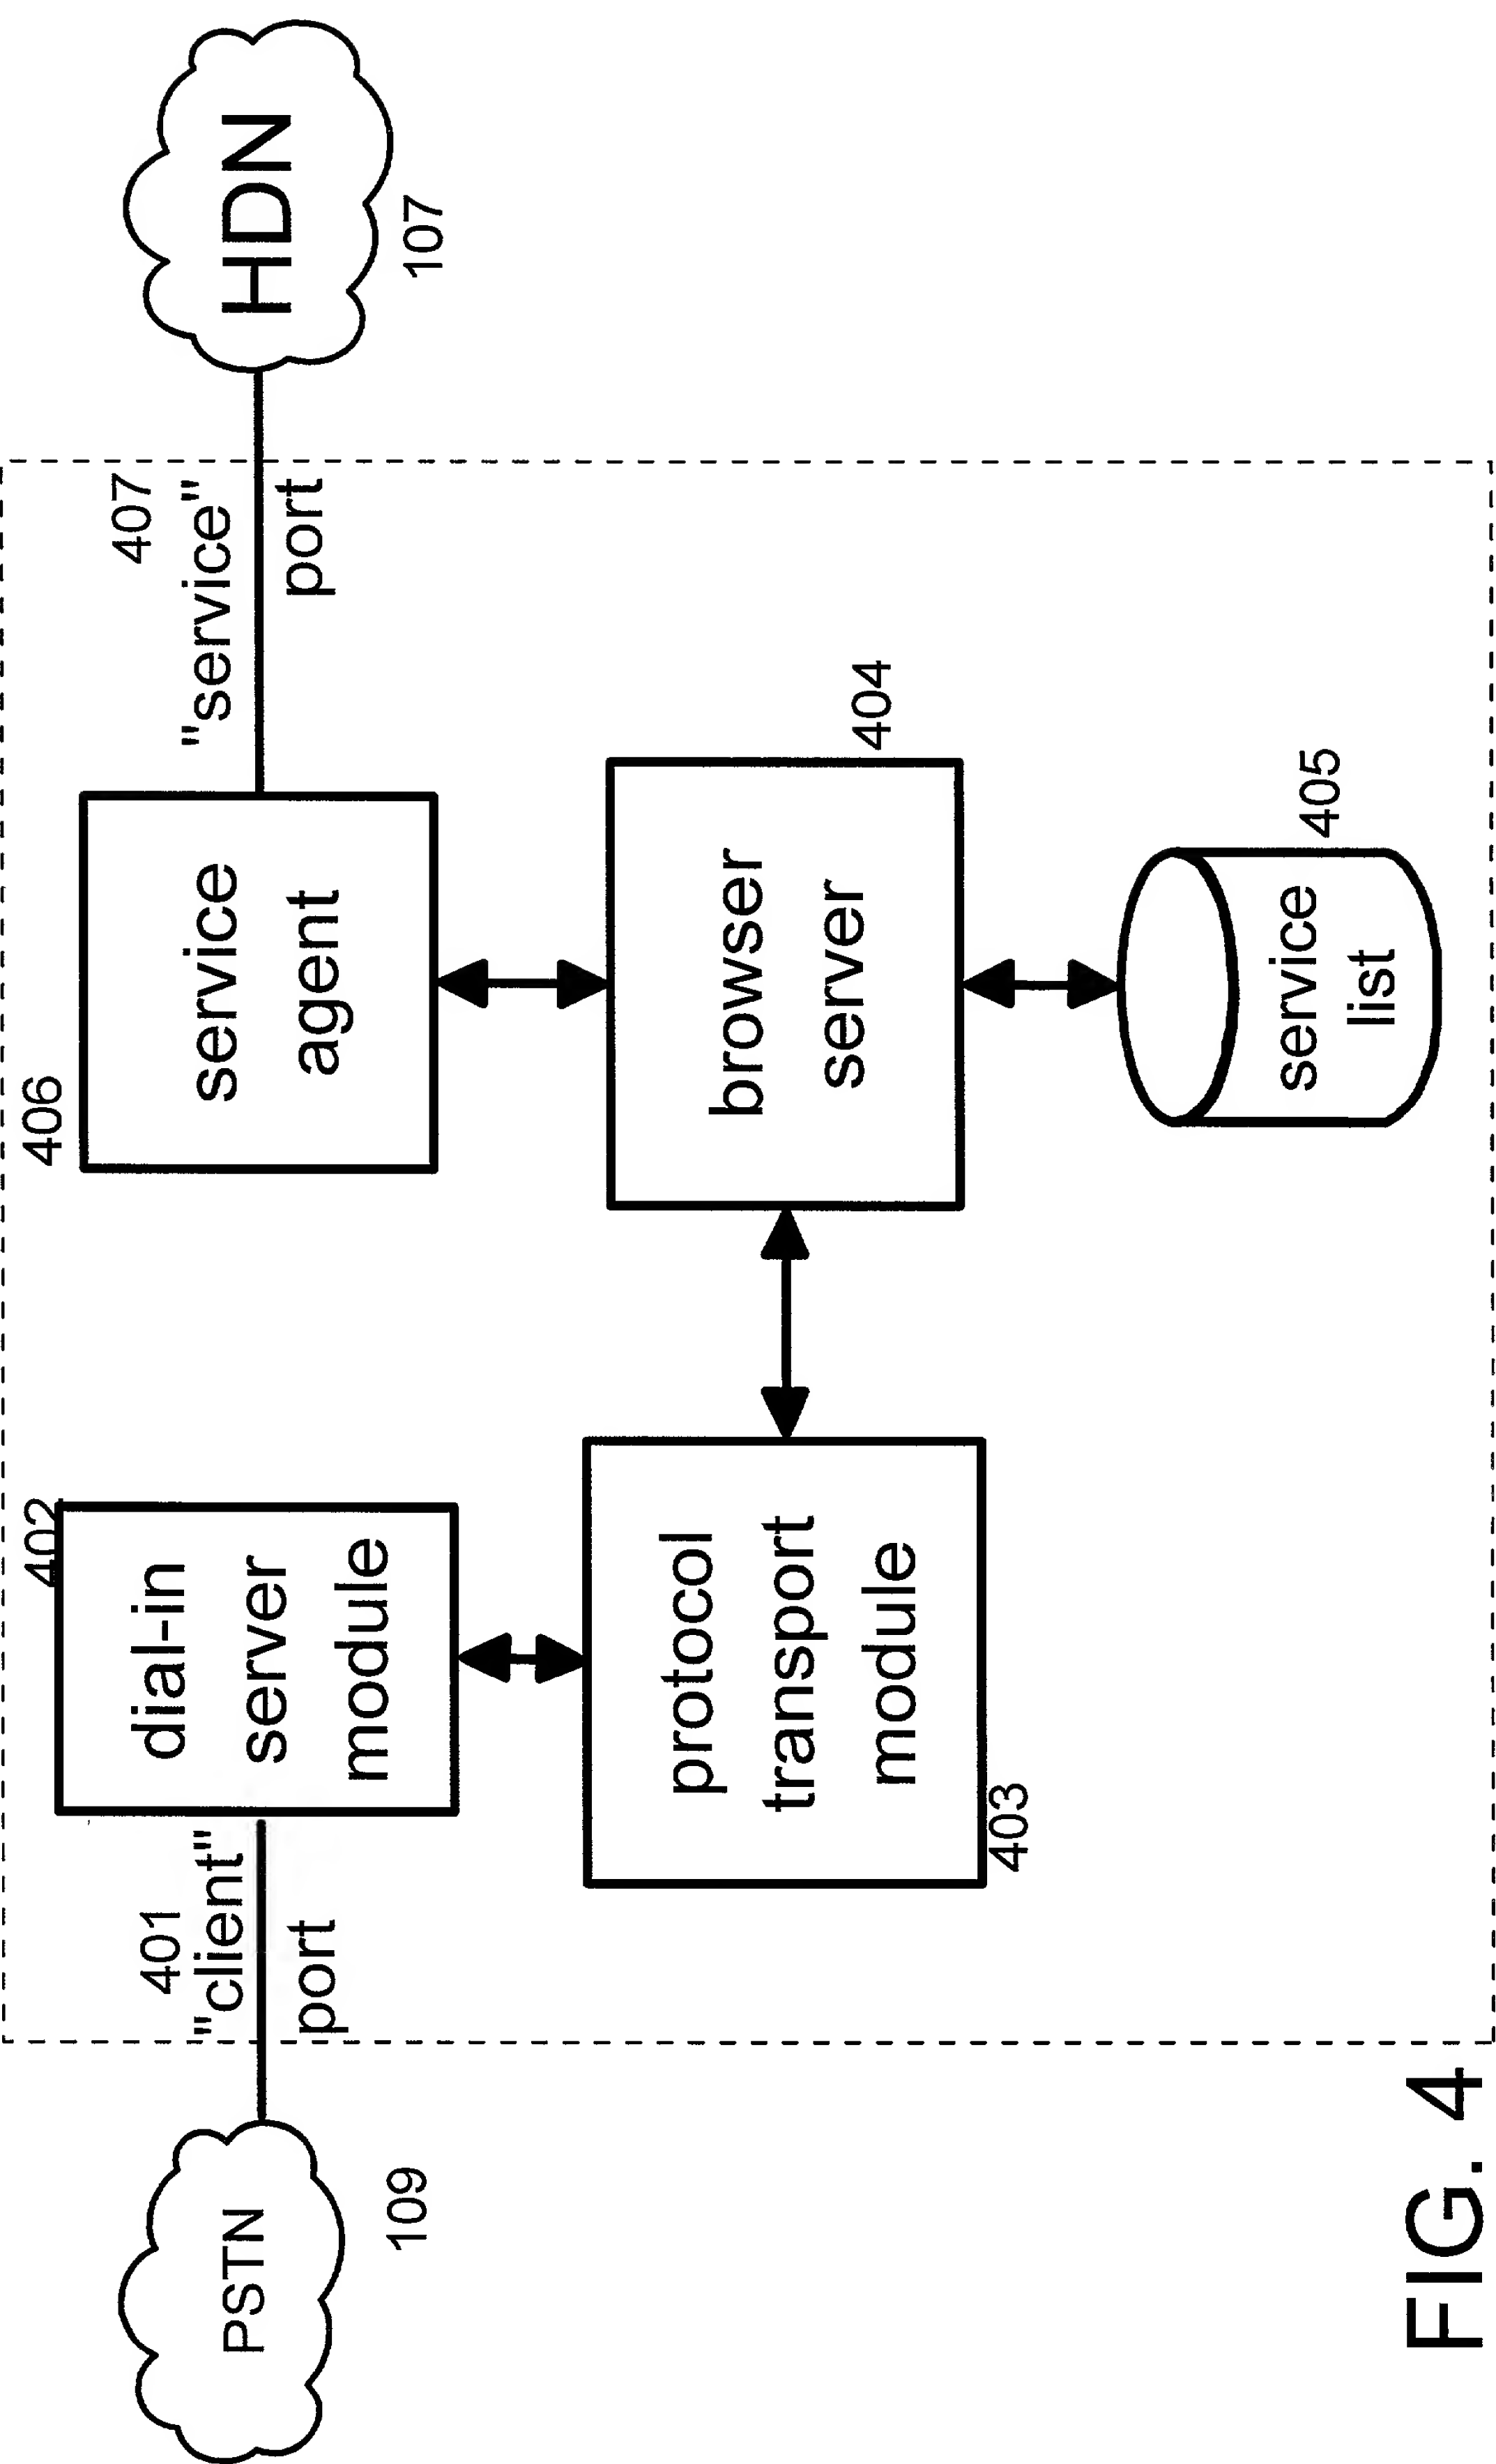 PSTN
109
401
"client"
port
402
dial-in
server
module
protocol
transport
module
403
406
service
agent
browser
server
404
service
list
405
407
"service"
port
HDN
107
FIG. 4